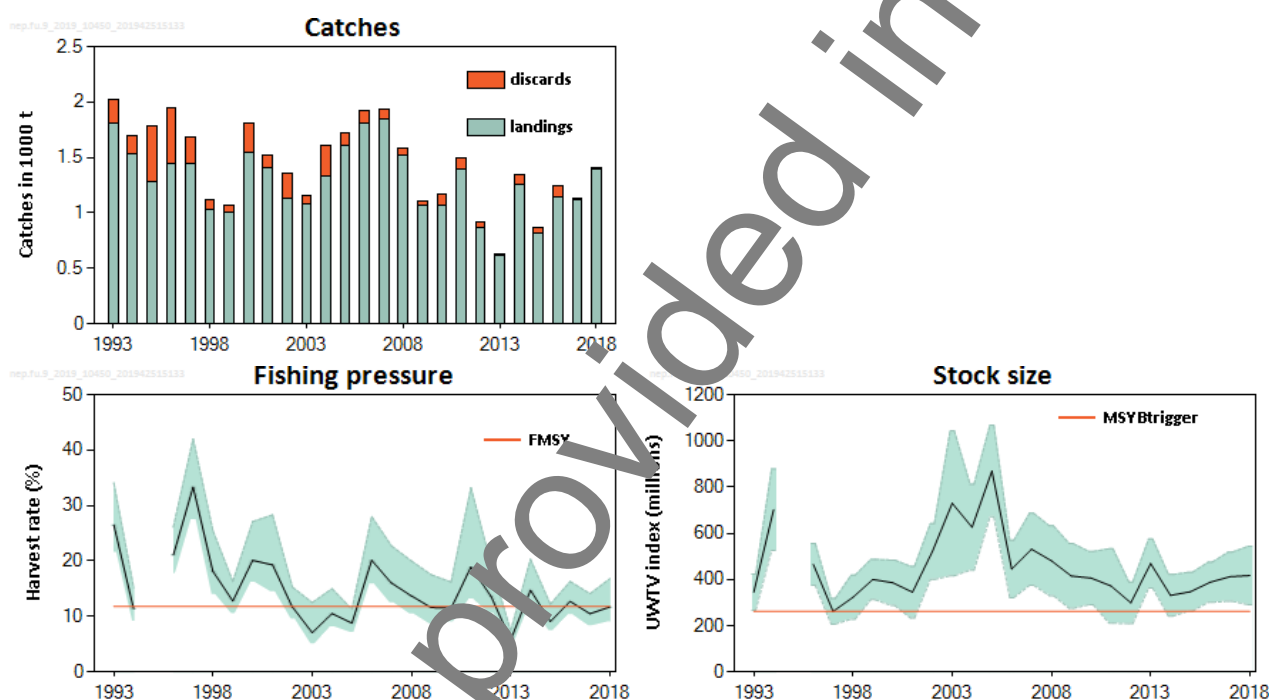 nep.fu.9_2019_10450_201942515133
Catches
2.5
2
1.5
1
0.5
0
Catches in 1000 t
discards
landings
1993 1998 2003 2008 2013 2018
nep.fu.9_2019_10450_201942515133
Fishing pressure
50
40
30
20
10
0
Harvest rate (%)
FMSY
1993 1998 2003 2008 2013 2018
Stock size
1200
1000
800
600
400
200
0
UWTV index (millions)
MSYBtrigger
1993 1998 2003 2008 2013 2018
provided in